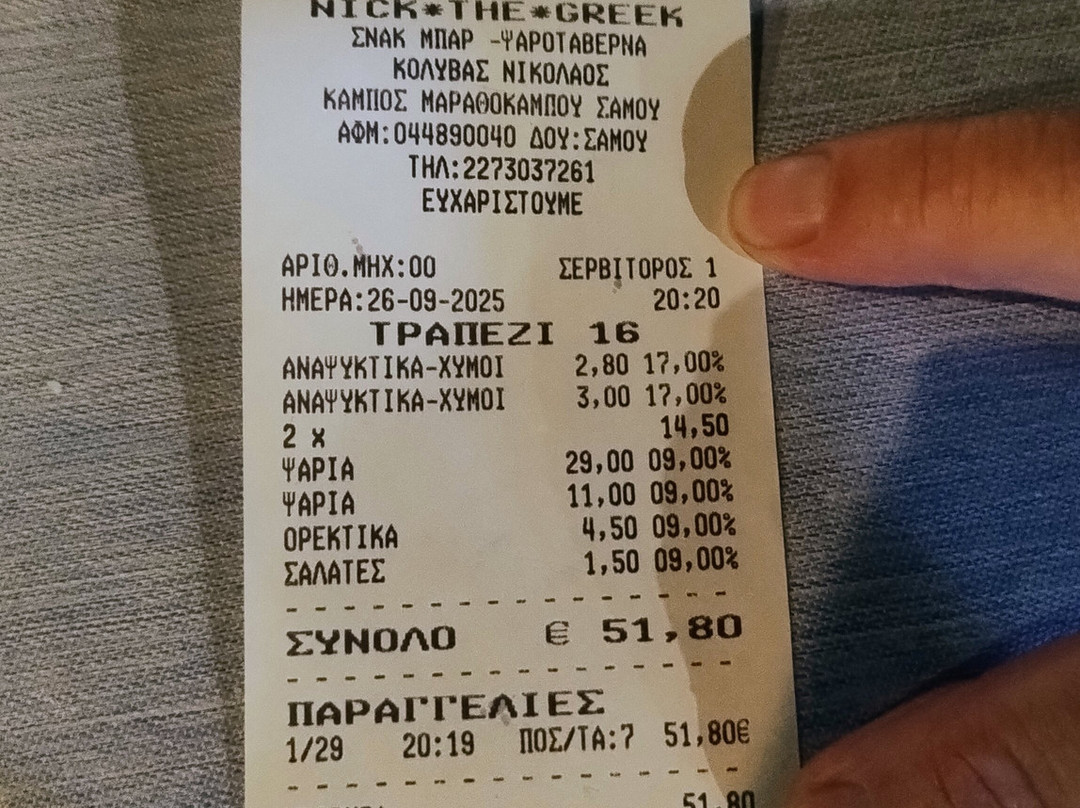 NICK*THE*GREEK
ΣΝΑΚ ΜΠΑΡ -ΨΑΡΟΤΑΒΕΡΝΑ
ΚΟΛΥΒΑΣ ΝΙΚΟΛΑΟΣ
ΚΑΜΠΟΣ ΜΑΡΑΘΟΚΑΜΠΟΥ ΣΑΜΟΥ
ΑΦΜ:044890040 ΔΟΥ:ΣΑΜΟΥ
ΤΗΛ:2273037261
ΕΥΧΑΡΙΣΤΟΥΜΕ
ΑΡΙΘ.ΜΗΧ:00 ΣΕΡΒΙΤΟΡΟΣ 1
ΗΜΕΡΑ:26-09-2025 20:20
ΤΡΑΠΕΖΙ 16
ΑΝΑΨΥΚΤΙΚΑ-ΧΥΜΟΙ 2,80 17,00%
ΑΝΑΨΥΚΤΙΚΑ-ΧΥΜΟΙ 3,00 17,00%
2 x 14,50
ΨΑΡΙΑ 29,00 09,00%
ΨΑΡΙΑ 11,00 09,00%
ΟΡΕΚΤΙΚΑ 4,50 09,00%
ΣΑΛΑΤΕΣ 1,50 09,00%
ΣΥΝΟΛΟ € 51,80
ΠΑΡΑΓΓΕΛΙΕΣ
1/29 20:19 ΠΟΣ/ΤΑ:7 51,80€
51,80